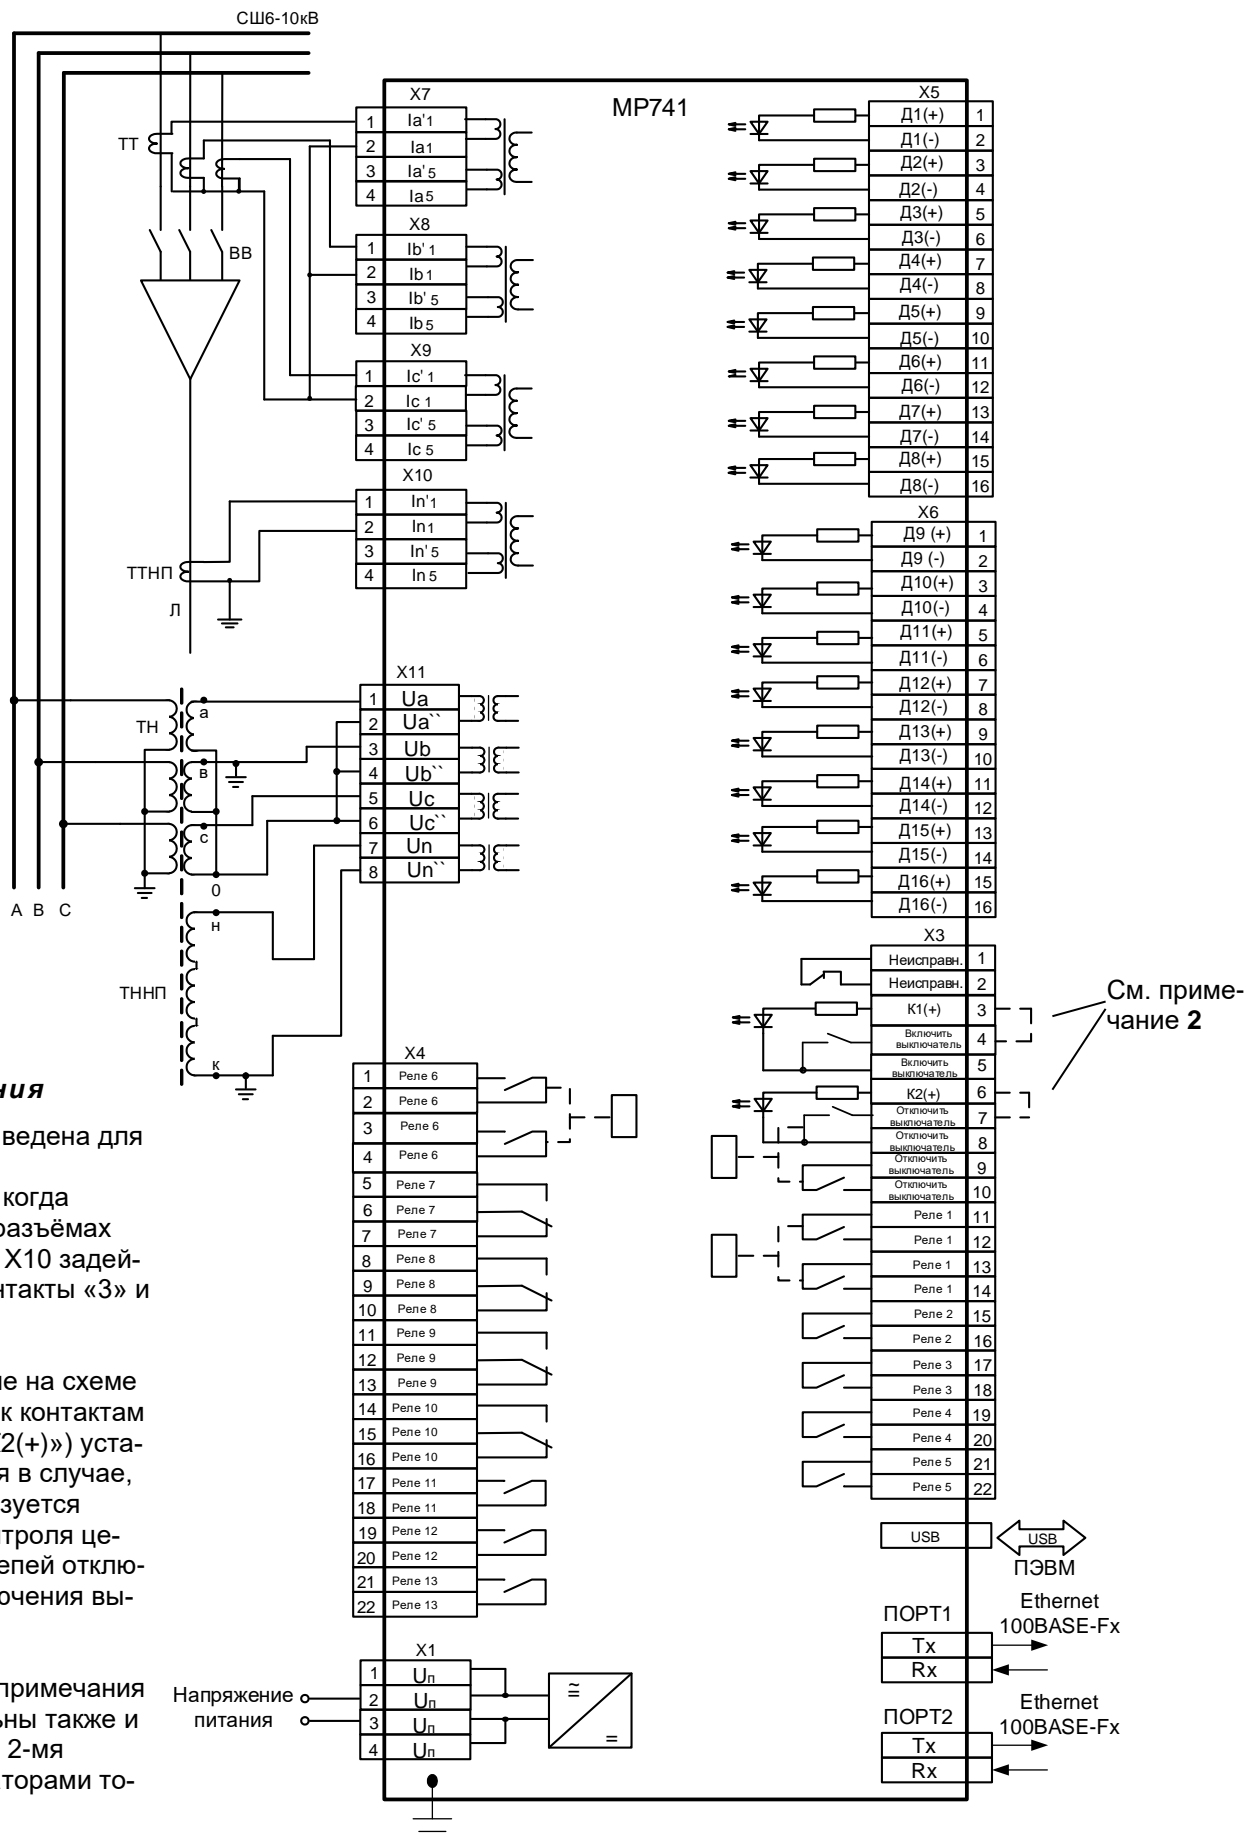 СШ6-10кВ
МР741
ТТ
ВВ
ТТНП
Л
X7
1 Ia'1
2 Ia1
3 Ia'5
4 Ia5
X8
1 Ib'1
2 Ib1
3 Ib'5
4 Ib5
X9
1 Ic'1
2 Ic1
3 Ic'5
4 Ic5
X10
1 In'1
2 In1
3 In'5
4 In5
X11
1 Ua
2 Ua``
3 Ub
4 Ub``
5 Uc
6 Uc``
7 Un
8 Un``
ТН
а
в
с
0
A B C
н
ТННП
к
X4
1 Реле 6
2 Реле 6
3 Реле 6
4 Реле 6
5 Реле 7
6 Реле 7
7 Реле 7
8 Реле 8
9 Реле 8
10 Реле 8
11 Реле 9
12 Реле 9
13 Реле 9
14 Реле 10
15 Реле 10
16 Реле 10
17 Реле 11
18 Реле 11
19 Реле 12
20 Реле 12
21 Реле 13
22 Реле 13
X1
1 Uп
2 Uп
3 Uп
4 Uп
Напряжение
питания
X5
Д1(+) 1
Д1(-) 2
Д2(+) 3
Д2(-) 4
Д3(+) 5
Д3(-) 6
Д4(+) 7
Д4(-) 8
Д5(+) 9
Д5(-) 10
Д6(+) 11
Д6(-) 12
Д7(+) 13
Д7(-) 14
Д8(+) 15
Д8(-) 16
X6
Д9 (+) 1
Д9 (-) 2
Д10(+) 3
Д10(-) 4
Д11(+) 5
Д11(-) 6
Д12(+) 7
Д12(-) 8
Д13(+) 9
Д13(-) 10
Д14(+) 11
Д14(-) 12
Д15(+) 13
Д15(-) 14
Д16(+) 15
Д16(-) 16
X3
Неисправн. 1
Неисправн. 2
К1(+) 3
Включить
выключатель 4
Включить
выключатель 5
К2(+) 6
Отключить
выключатель 7
Отключить
выключатель 8
Отключить
выключатель 9
Отключить
выключатель 10
Реле 1 11
Реле 1 12
Реле 1 13
Реле 1 14
Реле 2 15
Реле 2 16
Реле 3 17
Реле 3 18
Реле 4 19
Реле 4 20
Реле 5 21
Реле 5 22
См. приме-
чание 2
USB
USB
ПЭВМ
ПОРТ1
Tx
Rx
Ethernet
100BASE-Fx
ПОРТ2
Tx
Rx
Ethernet
100BASE-Fx
ния
ведена для
когда
разъёмах
X10 задей-
нтакты «3» и
ые на схеме
к контактам
К2(+)») уста-
я в случае,
зуется
нтроля це-
епей отклю-
ючения вы-
примечания
ьны также и
2-мя
кторами то-